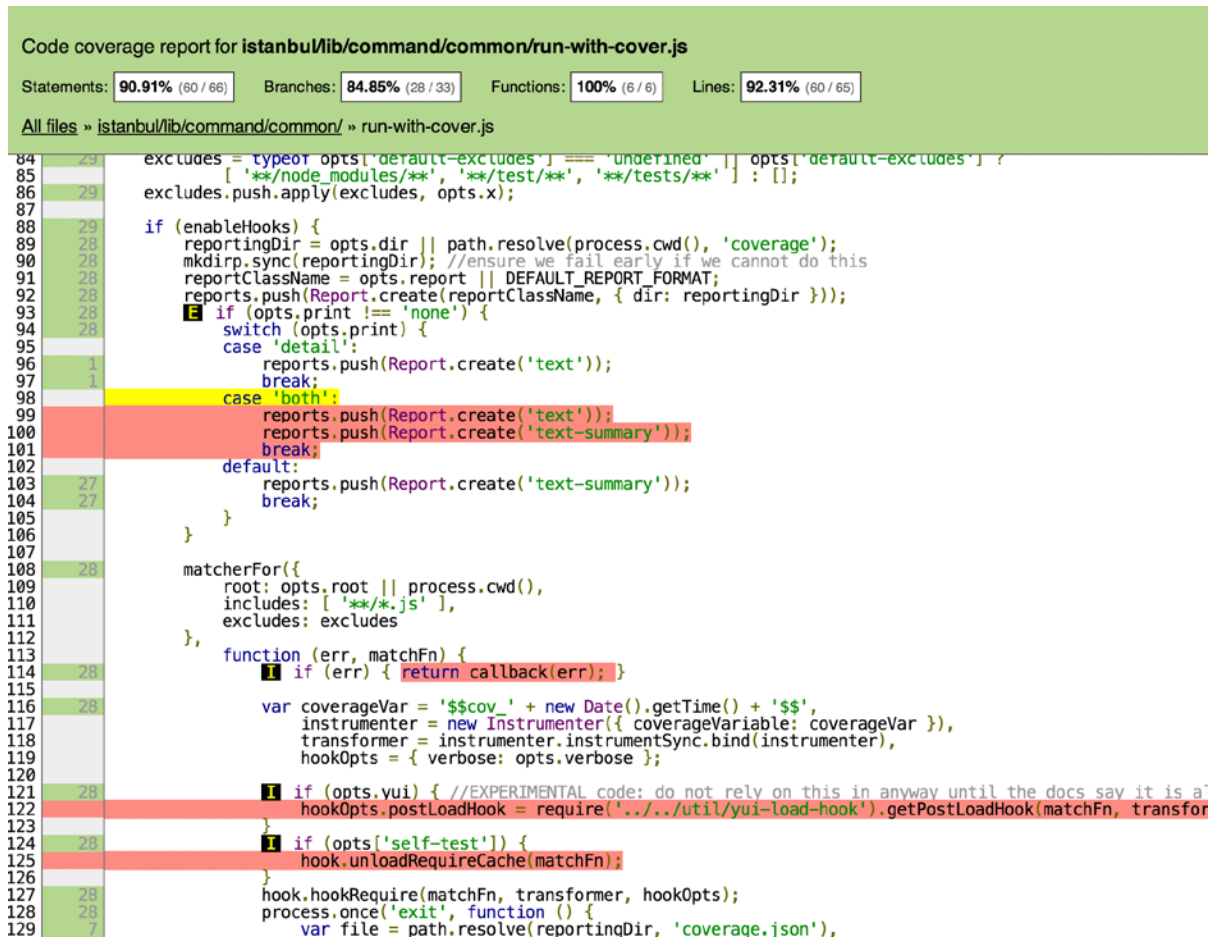 Code coverage report for istanbul/lib/command/common/run-with-cover.js
Statements: 90.91% (60 / 66) Branches: 84.85% (28 / 33) Functions: 100% (6 / 6) Lines: 92.31% (60 / 65)
All files » istanbul/lib/command/common/ » run-with-cover.js
84 29 excludes = typeof opts['default-excludes'] === 'undefined' || opts['default-excludes'] ?
85 [ '**/node_modules/**', '**/test/**', '**/tests/**' ] : [];
86 29 excludes.push.apply(excludes, opts.x);
87
88 29 if (enableHooks) {
89 28 reportingDir = opts.dir || path.resolve(process.cwd(), 'coverage');
90 28 mkdirp.sync(reportingDir); //ensure we fail early if we cannot do this
91 28 reportClassName = opts.report || DEFAULT_REPORT_FORMAT;
92 28 reports.push(Report.create(reportClassName, { dir: reportingDir }));
93 28 E if (opts.print !== 'none') {
94 28 switch (opts.print) {
95 case 'detail':
96 1 reports.push(Report.create('text'));
97 1 break;
98 case 'both':
99 reports.push(Report.create('text'));
100 reports.push(Report.create('text-summary'));
101 break;
102 default:
103 27 reports.push(Report.create('text-summary'));
104 27 break;
105 }
106 }
107
108 28 matcherFor({
109 root: opts.root || process.cwd(),
110 includes: [ '**/*.js' ],
111 excludes: excludes
112 },
113 function (err, matchFn) {
114 28 I if (err) { return callback(err); }
115
116 28 var coverageVar = '$$cov_' + new Date().getTime() + '$$',
117 instrumenter = new Instrumenter({ coverageVariable: coverageVar }),
118 transformer = instrumenter.instrumentSync.bind(instrumenter),
119 hookOpts = { verbose: opts.verbose };
120
121 28 I if (opts.yui) { //EXPERIMENTAL code: do not rely on this in anyway until the docs say it is
122 hookOpts.postLoadHook = require('../../util/yui-load-hook').getPostLoadHook(matchFn, transfor
123 }
124 28 I if (opts['self-test']) {
125 hook.unloadRequireCache(matchFn);
126 }
127 28 hook.hookRequire(matchFn, transformer, hookOpts);
128 28 process.once('exit', function () {
129 7 var file = path.resolve(reportingDir, 'coverage.json'),